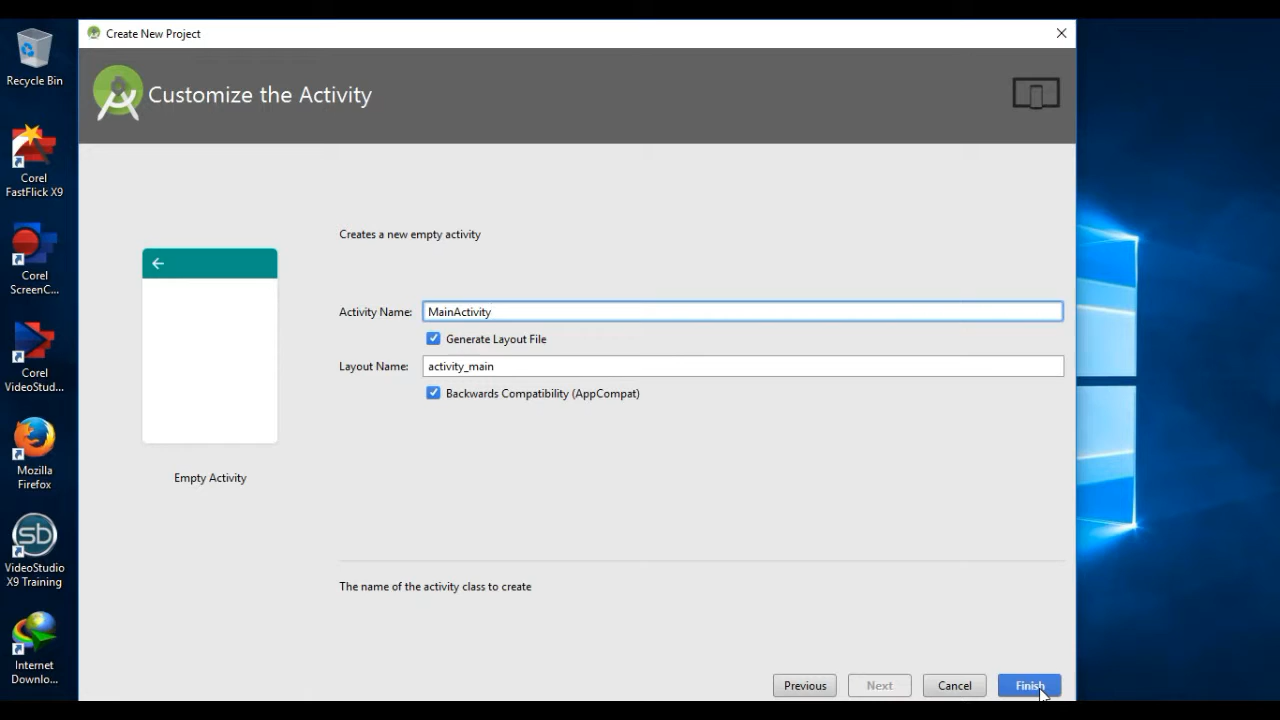 Create New Project
Recycle Bin
Customize the Activity
Corel
FastFlick X9
Creates a new empty activity
Corel
ScreenC...
Activity Name: MainActivity
Generate Layout File
Layout Name: activity_main
Backwards Compatibility (AppCompat)
Corel
VideoStud...
Mozilla
Firefox
Empty Activity
sb
VideoStudio
X9 Training
The name of the activity class to create
Internet
Downlo...
Previous Next Cancel Finish